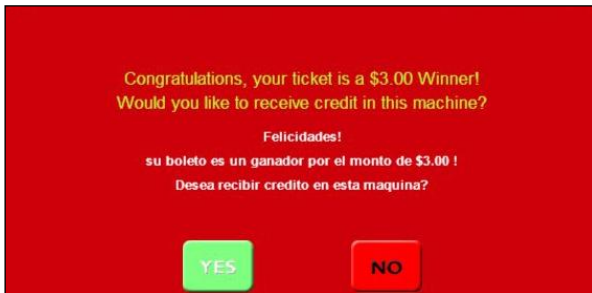 Congratulations, your ticket is a $3.00 Winner!
Would you like to receive credit in this machine?
Felicidades!
su boleto es un ganador por el monto de $3.00 !
Desea recibir credito en esta maquina?
YES
NO